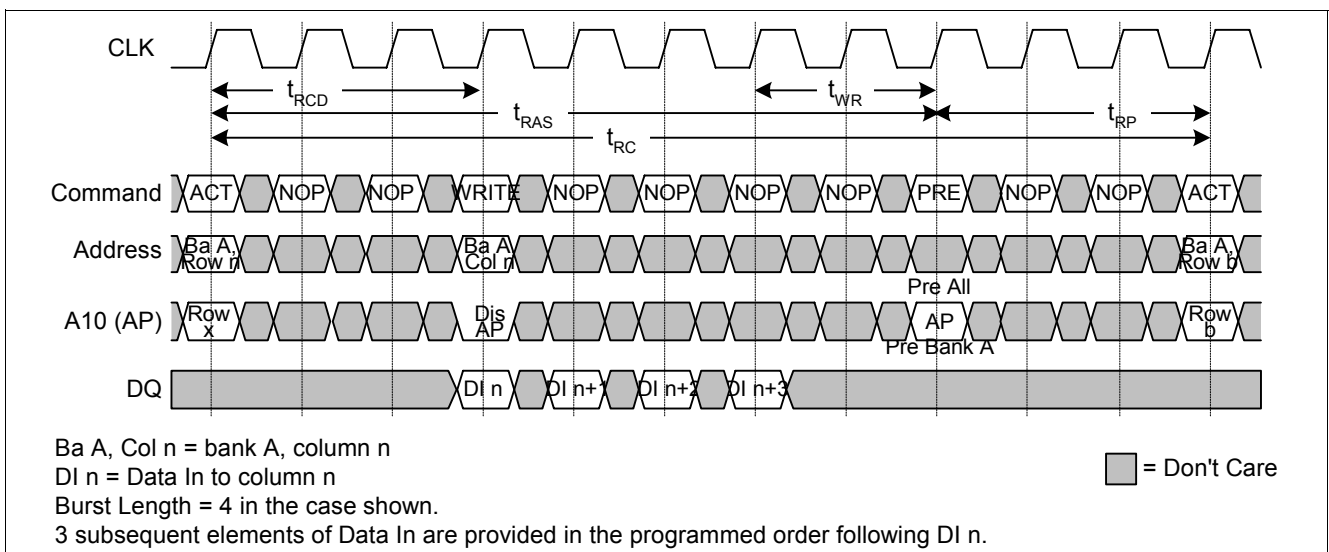 CLK
tRCD
tWR
tRAS
tRP
tRC
Command ACT NOP NOP WRITE NOP NOP NOP NOP PRE NOP NOP ACT
Address Ba A, Row n Ba A, Col n Ba A, Row b
Pre All
A10 (AP) Row x Dis AP AP Row b
Pre Bank A
DQ DI n DI n+1 DI n+2 DI n+3
Ba A, Col n = bank A, column n
DI n = Data In to column n
= Don't Care
Burst Length = 4 in the case shown.
3 subsequent elements of Data In are provided in the programmed order following DI n.